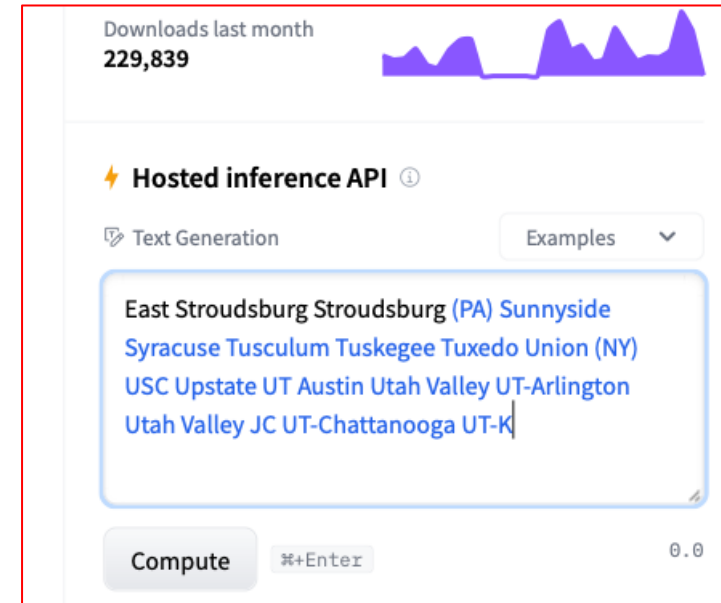 Downloads last month
229,839
Hosted inference API
Text Generation
Examples
East Stroudsburg Stroudsburg (PA) Sunnyside
Syracuse Tusculum Tuskegee Tuxedo Union (NY)
USC Upstate UT Austin Utah Valley UT-Arlington
Utah Valley JC UT-Chattanooga UT-K
Compute
⌘+Enter
0.0